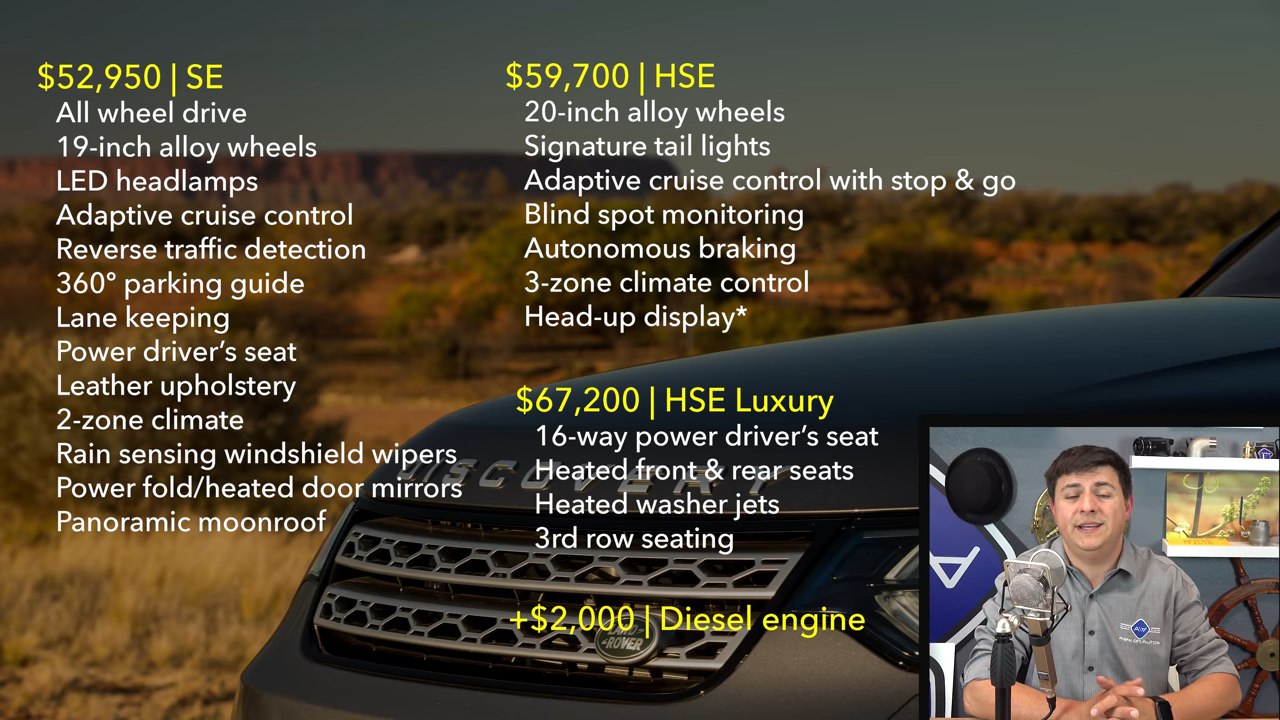 $52,950 | SE
All wheel drive
19-inch alloy wheels
LED headlamps
Adaptive cruise control
Reverse traffic detection
360º parking guide
Lane keeping
Power driver’s seat
Leather upholstery
2-zone climate
Rain sensing windshield wipers
Power fold/heated door mirrors
Panoramic moonroof
$59,700 | HSE
20-inch alloy wheels
Signature tail lights
Adaptive cruise control with stop & go
Blind spot monitoring
Autonomous braking
3-zone climate control
Head-up display*
$67,200 | HSE Luxury
16-way power driver’s seat
Heated front & rear seats
Heated washer jets
3rd row seating
+$2,000 | Diesel engine
DISCOVERY
LAND
ROVER